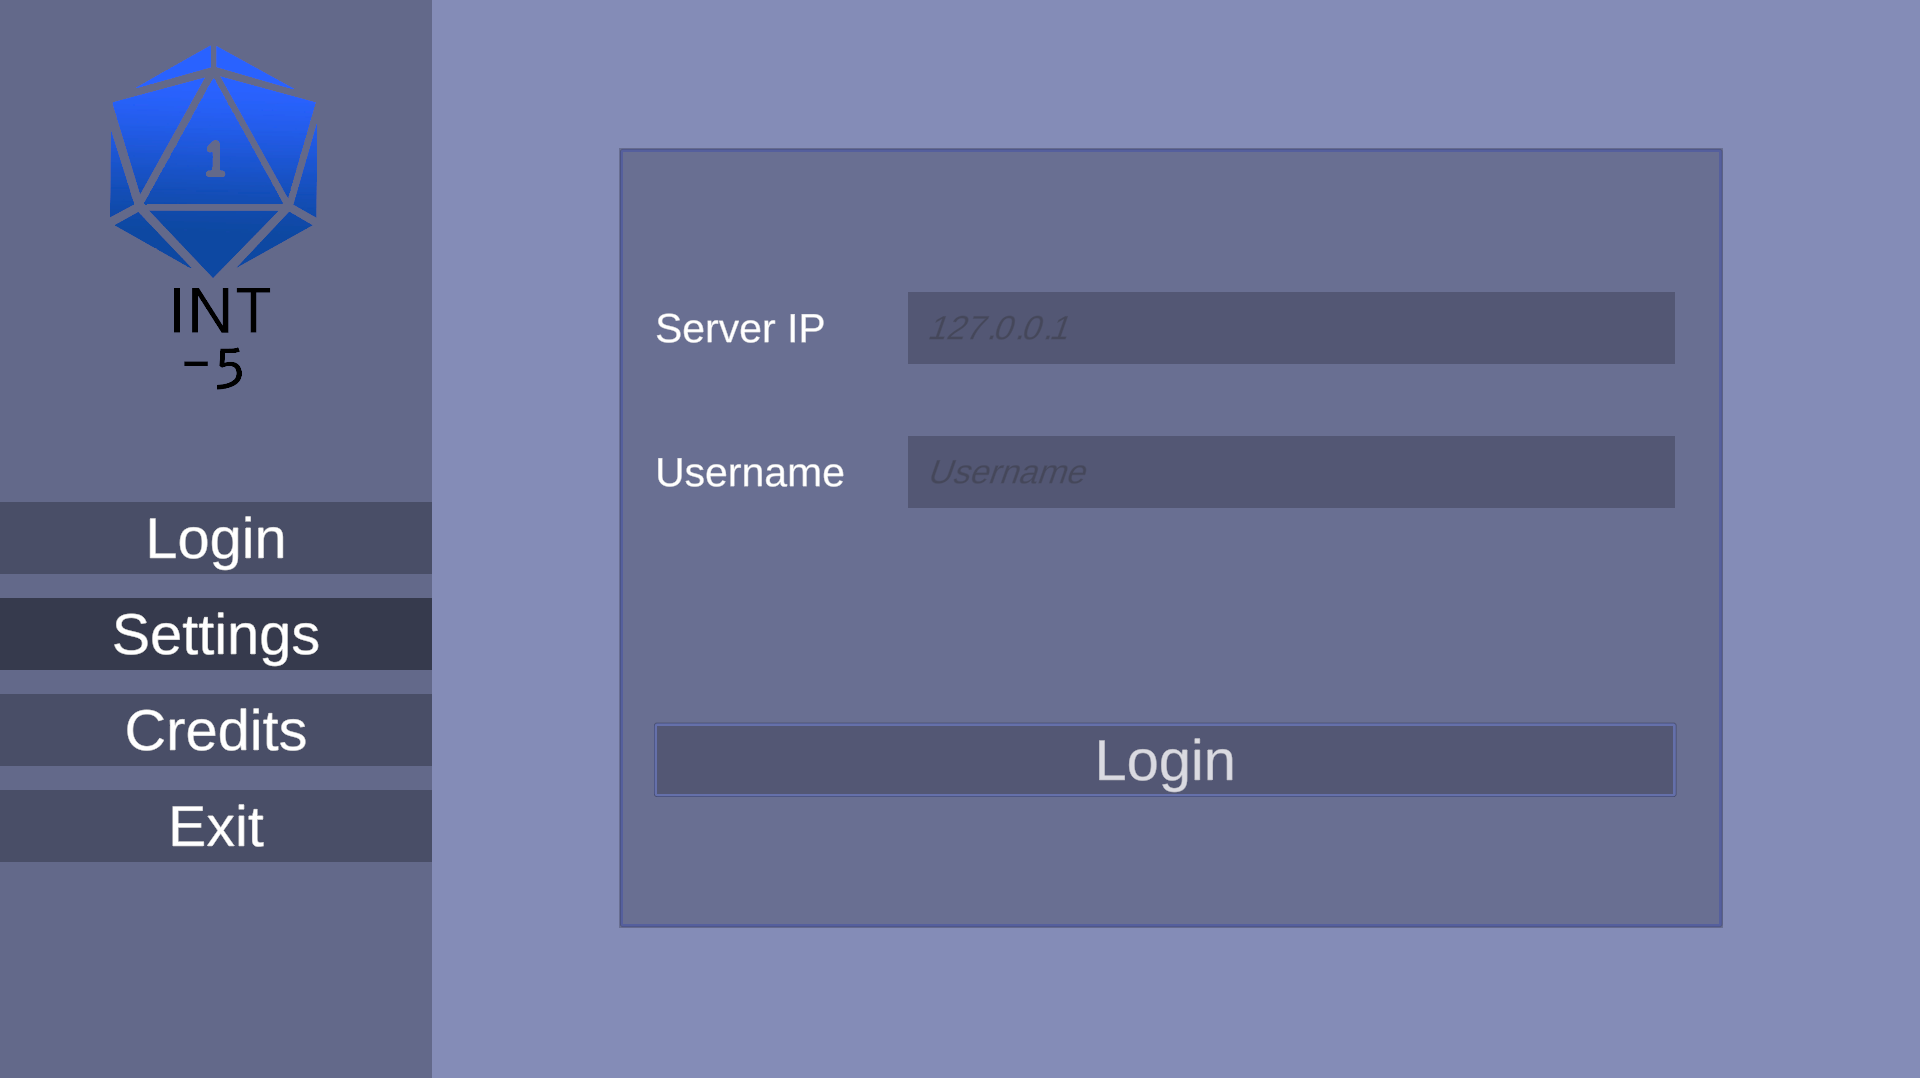 1
INT
-5
Login
Settings
Credits
Exit
Server IP
127.0.0.1
Username
Username
Login